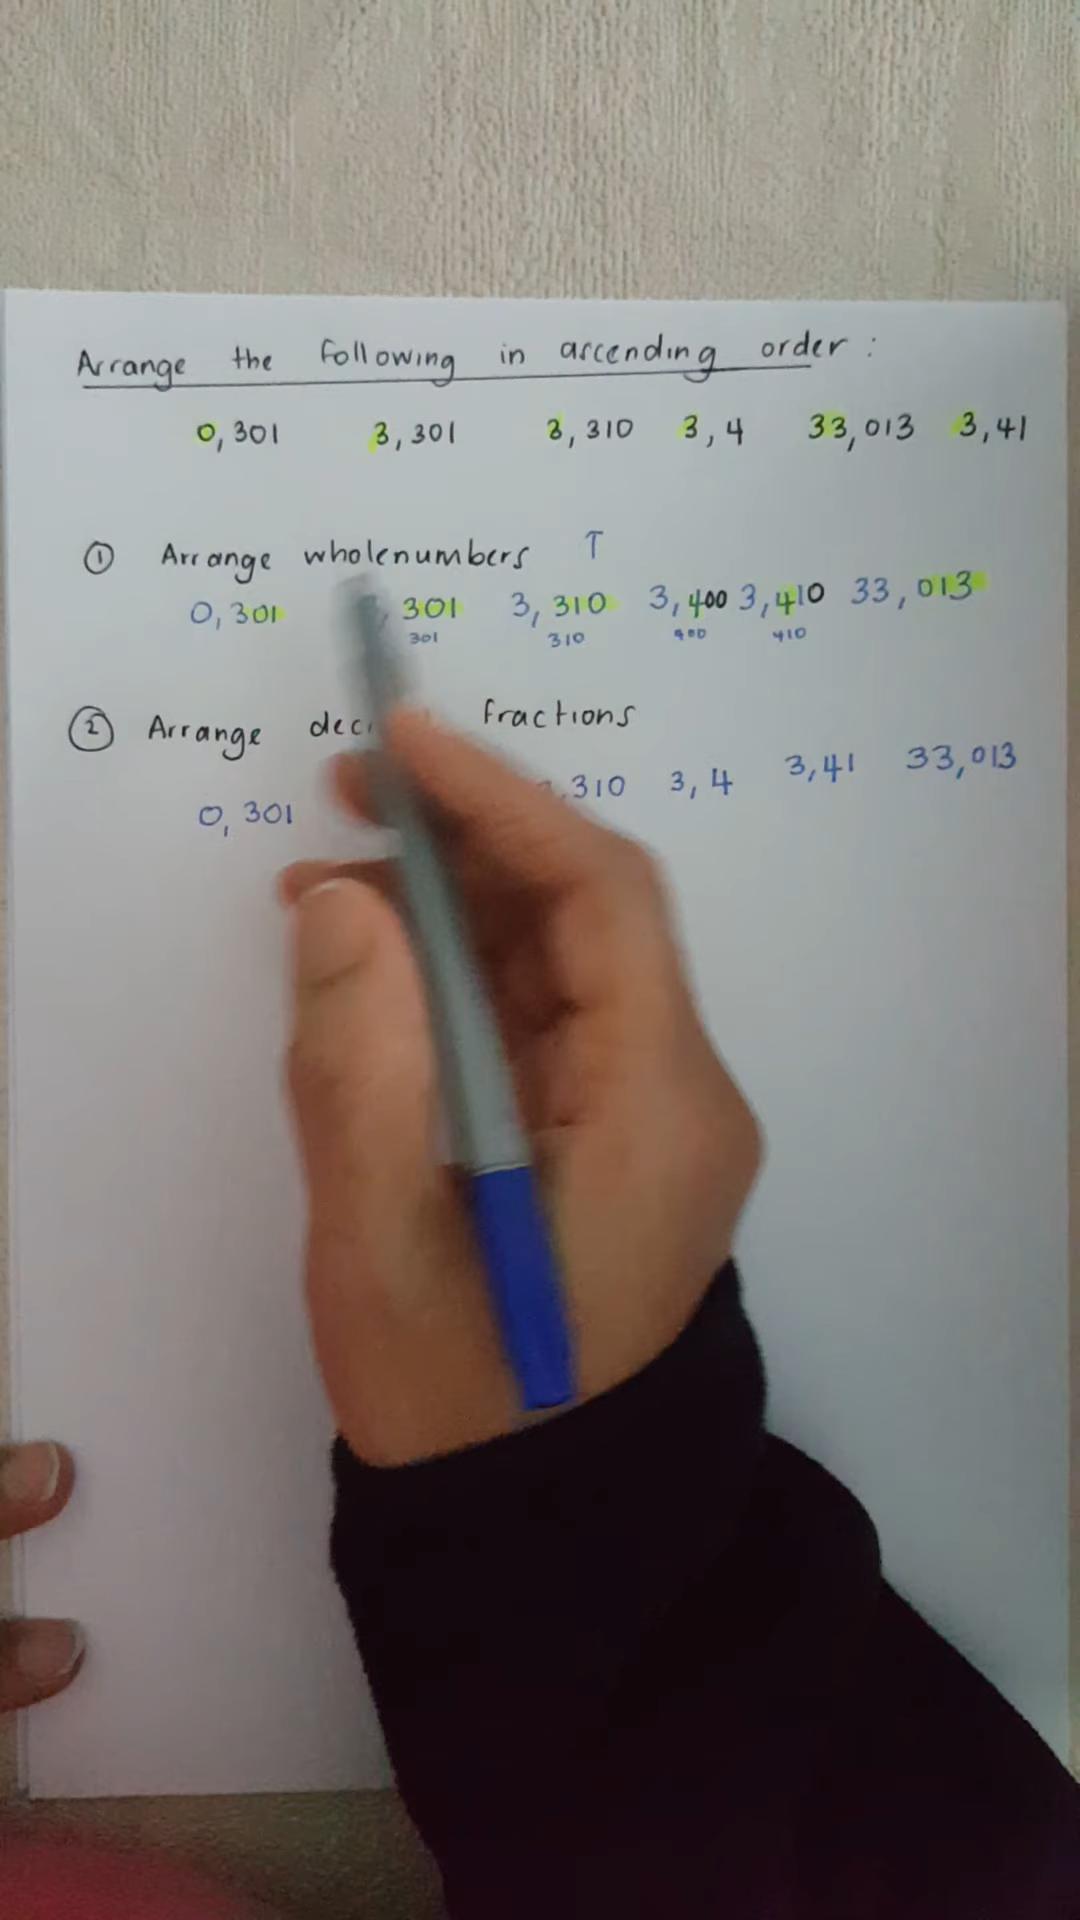 Arrange the following in ascending order :
0,301 3,301 3,310 3,4 33,013 3,41
① Arrange wholenumbers ↑
0,301 ,301 3,310 3,400 3,410 33,013
301 310 400 410
② Arrange fractions
0,301 ,310 3,4 3,41 33,013